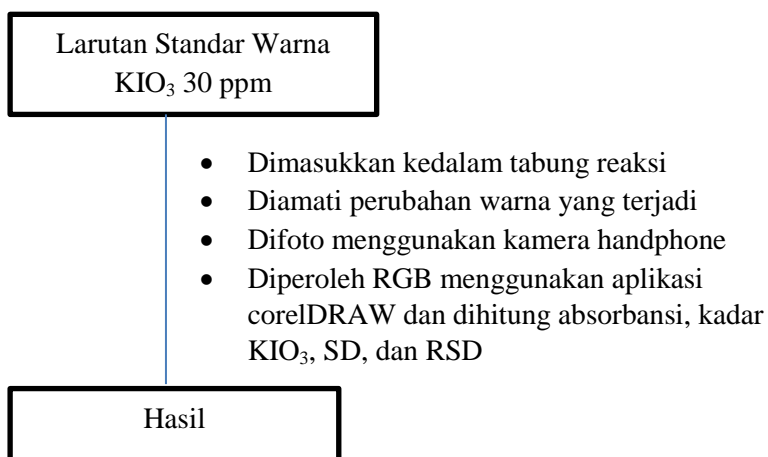 Larutan Standar Warna
KIO₃ 30 ppm
• Dimasukkan kedalam tabung reaksi
• Diamati perubahan warna yang terjadi
• Difoto menggunakan kamera handphone
• Diperoleh RGB menggunakan aplikasi
corelDRAW dan dihitung absorbansi, kadar
KIO₃, SD, dan RSD
Hasil